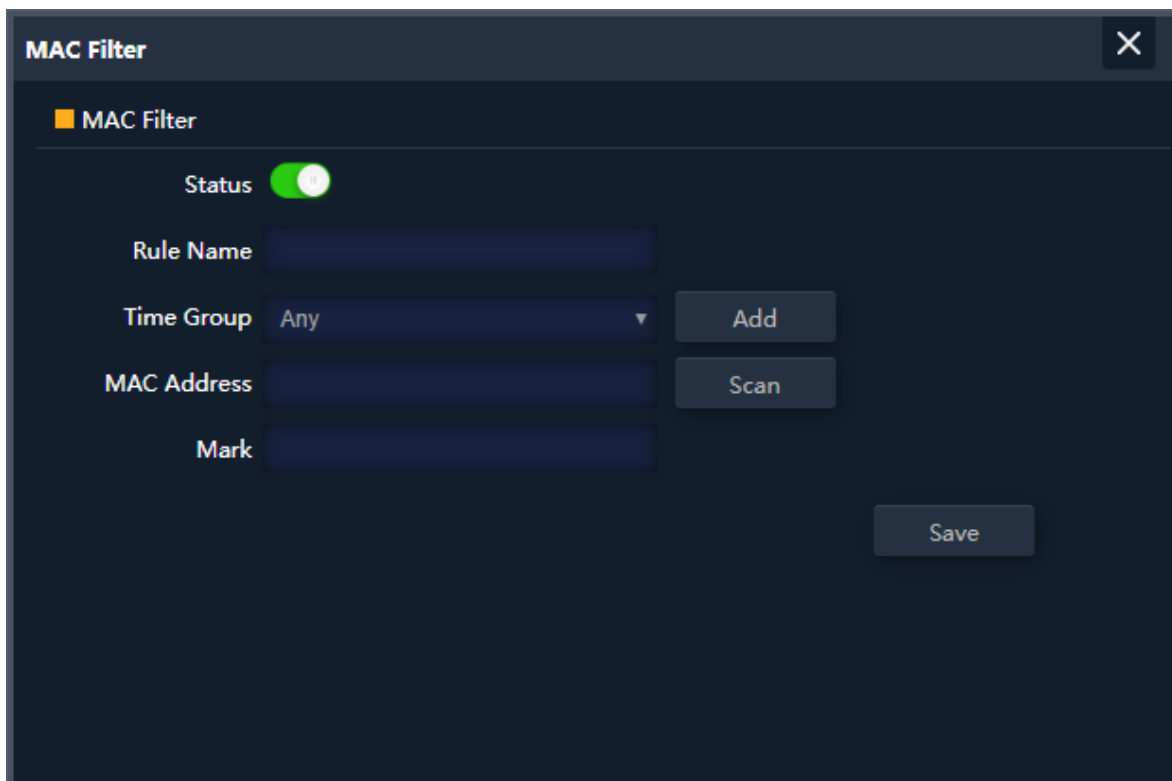 MAC Filter
MAC Filter
Status
Rule Name
Time Group Any Add
MAC Address Scan
Mark
Save